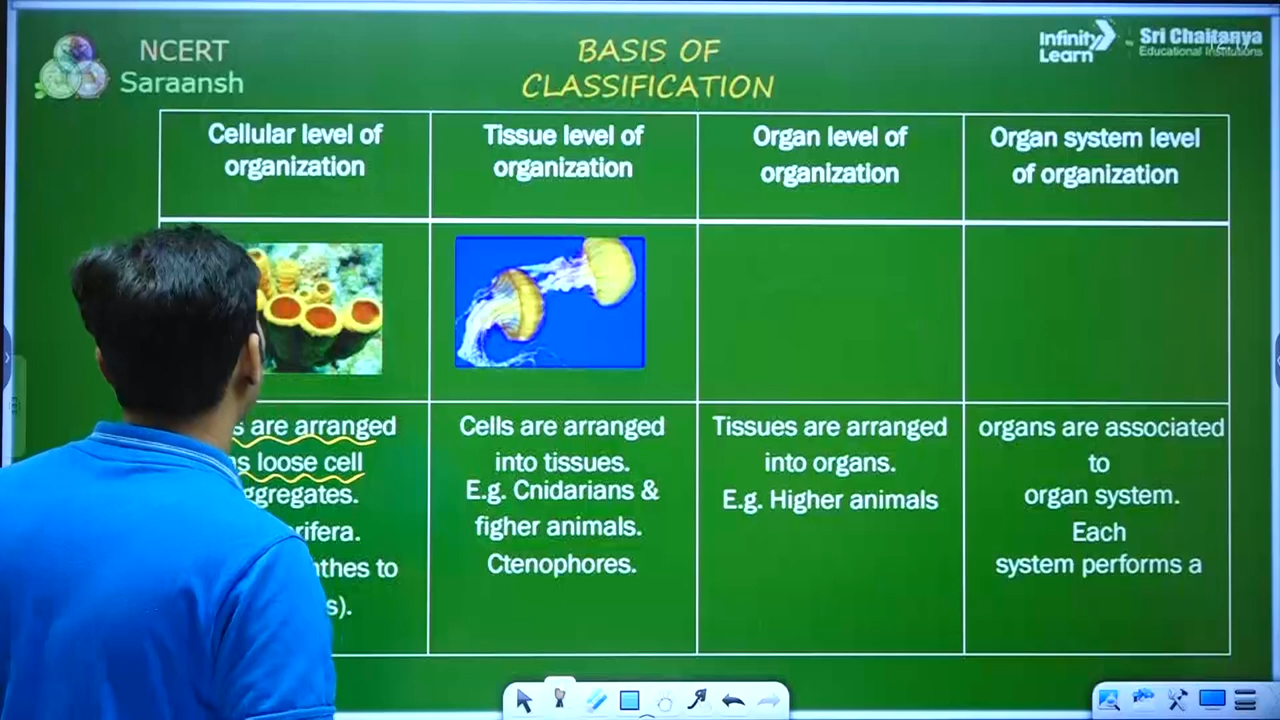 NCERT
Saraansh
BASIS OF
CLASSIFICATION
Infinity
Learn
by
Sri Chaitanya
Educational Institutions
Cellular level of
organization
Tissue level of
organization
Organ level of
organization
Organ system level
of organization
s are arranged
s loose cell
ggregates.
rifera.
nthes to
s).
Cells are arranged
into tissues.
E.g. Cnidarians &
figher animals.
Ctenophores.
Tissues are arranged
into organs.
E.g. Higher animals
organs are associated
to
organ system.
Each
system performs a